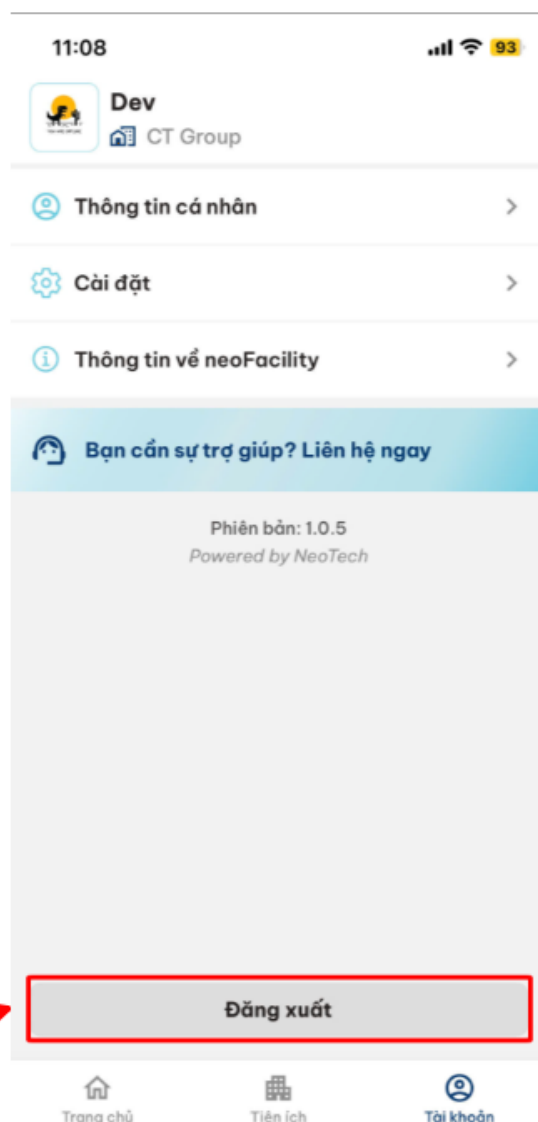 11:08
93
Dev
CT Group
Thông tin cá nhân
Cài đặt
Thông tin về neoFacility
Bạn cần sự trợ giúp? Liên hệ ngay
Phiên bản: 1.0.5
Powered by NeoTech
Đăng xuất
Trang chủ
Tiện ích
Tài khoản